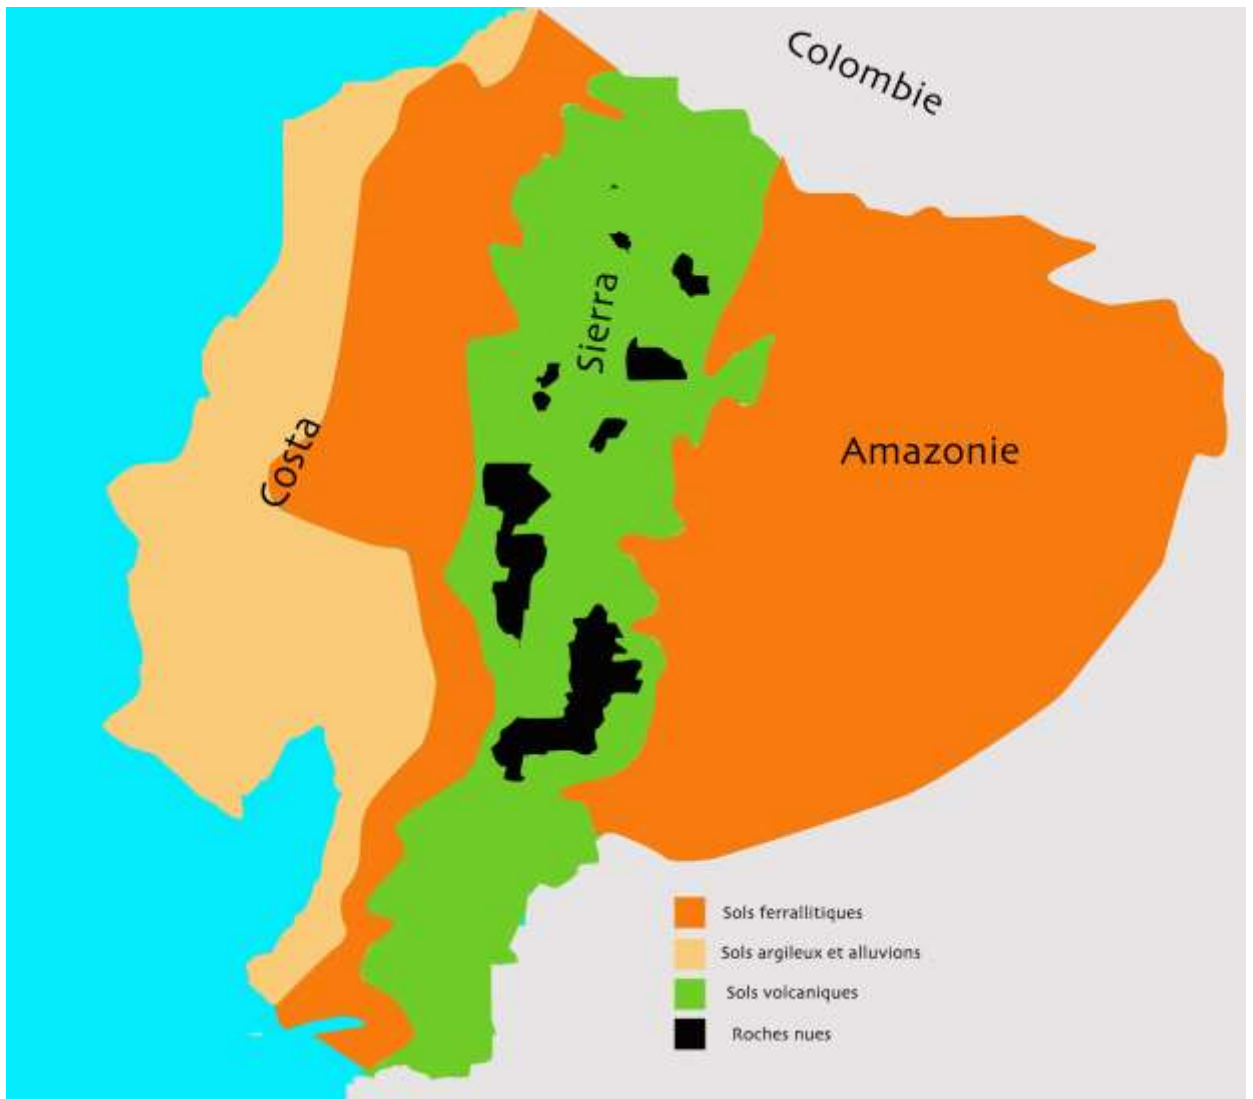 Colombie
Sierra
Costa
Amazonie
Sols ferrallitiques
Sols argileux et alluvions
Sols volcaniques
Roches nues